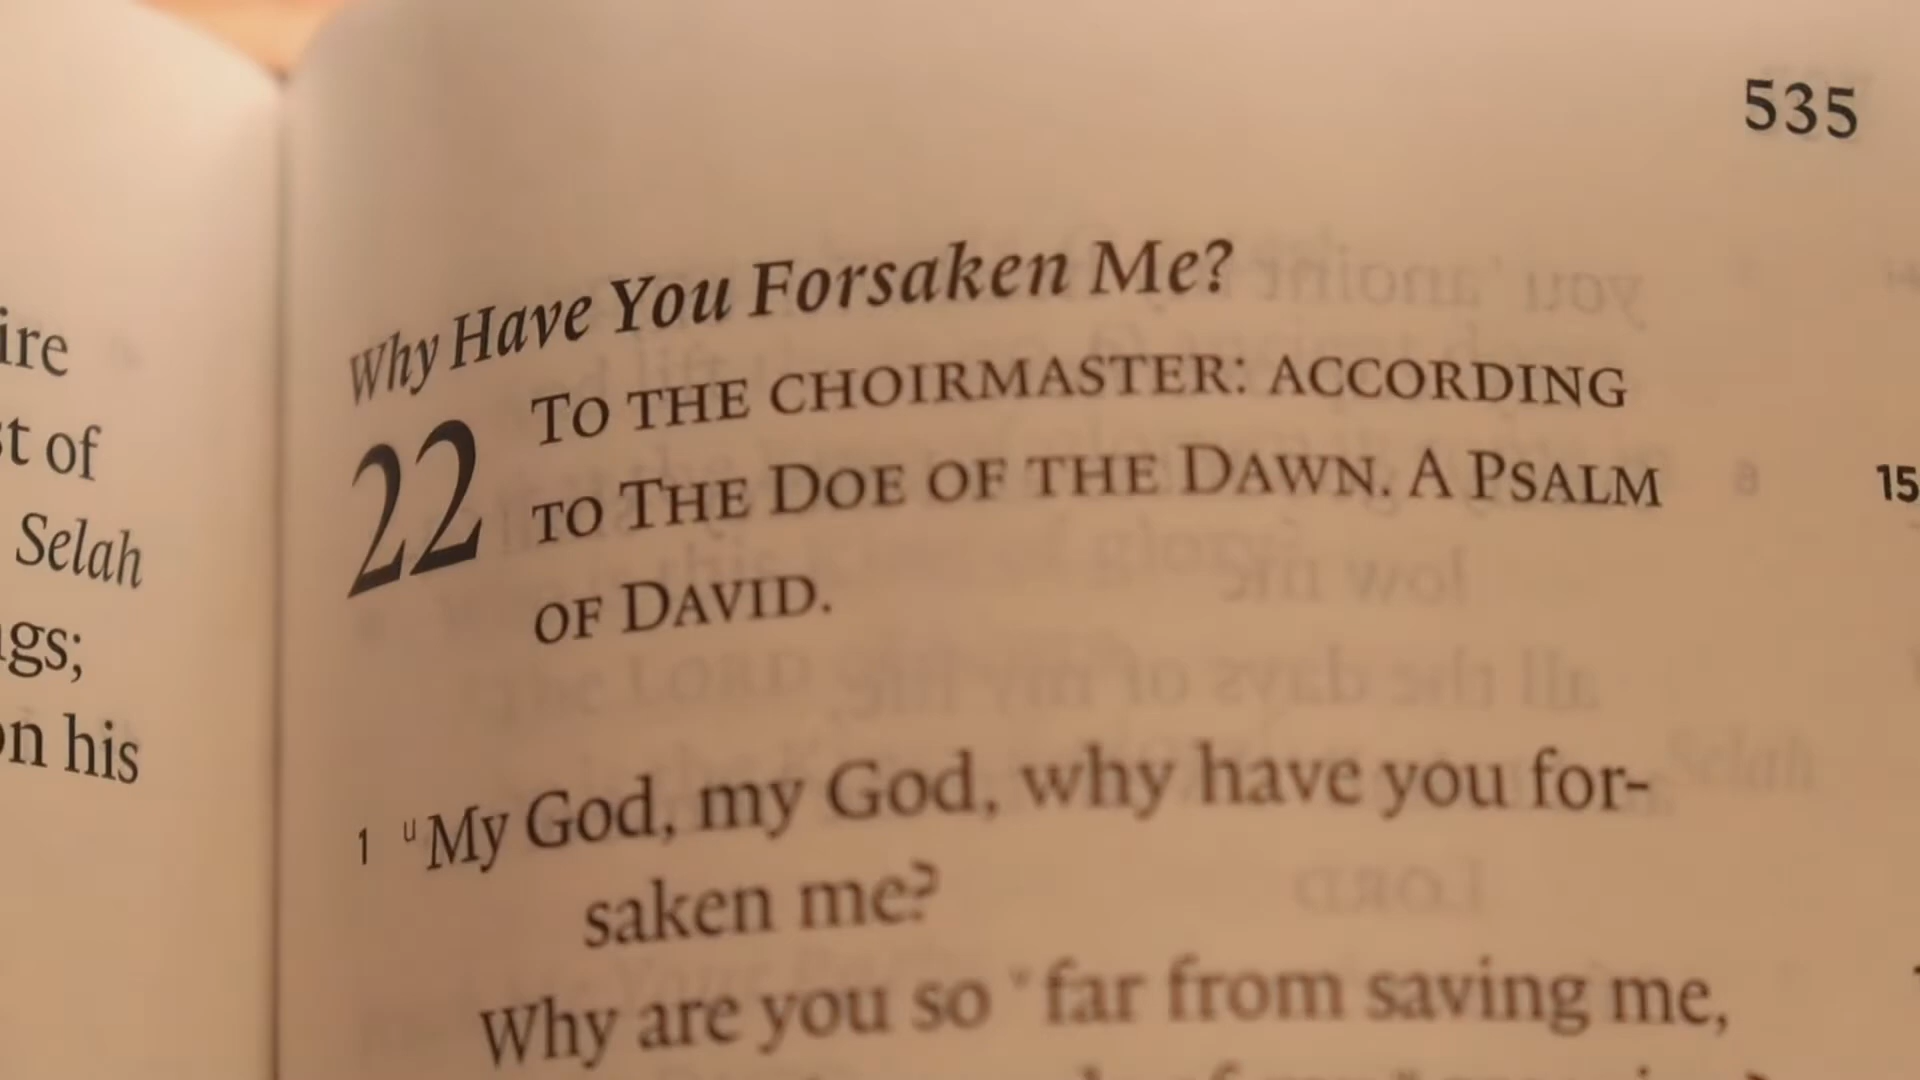 ire
st of
Selah
gs;
on his
535
Why Have You Forsaken Me?
22 To the choirmaster: according
to The Doe of the Dawn. A Psalm
of David.
1 u My God, my God, why have you for-
saken me?
Why are you so v far from saving me,
15